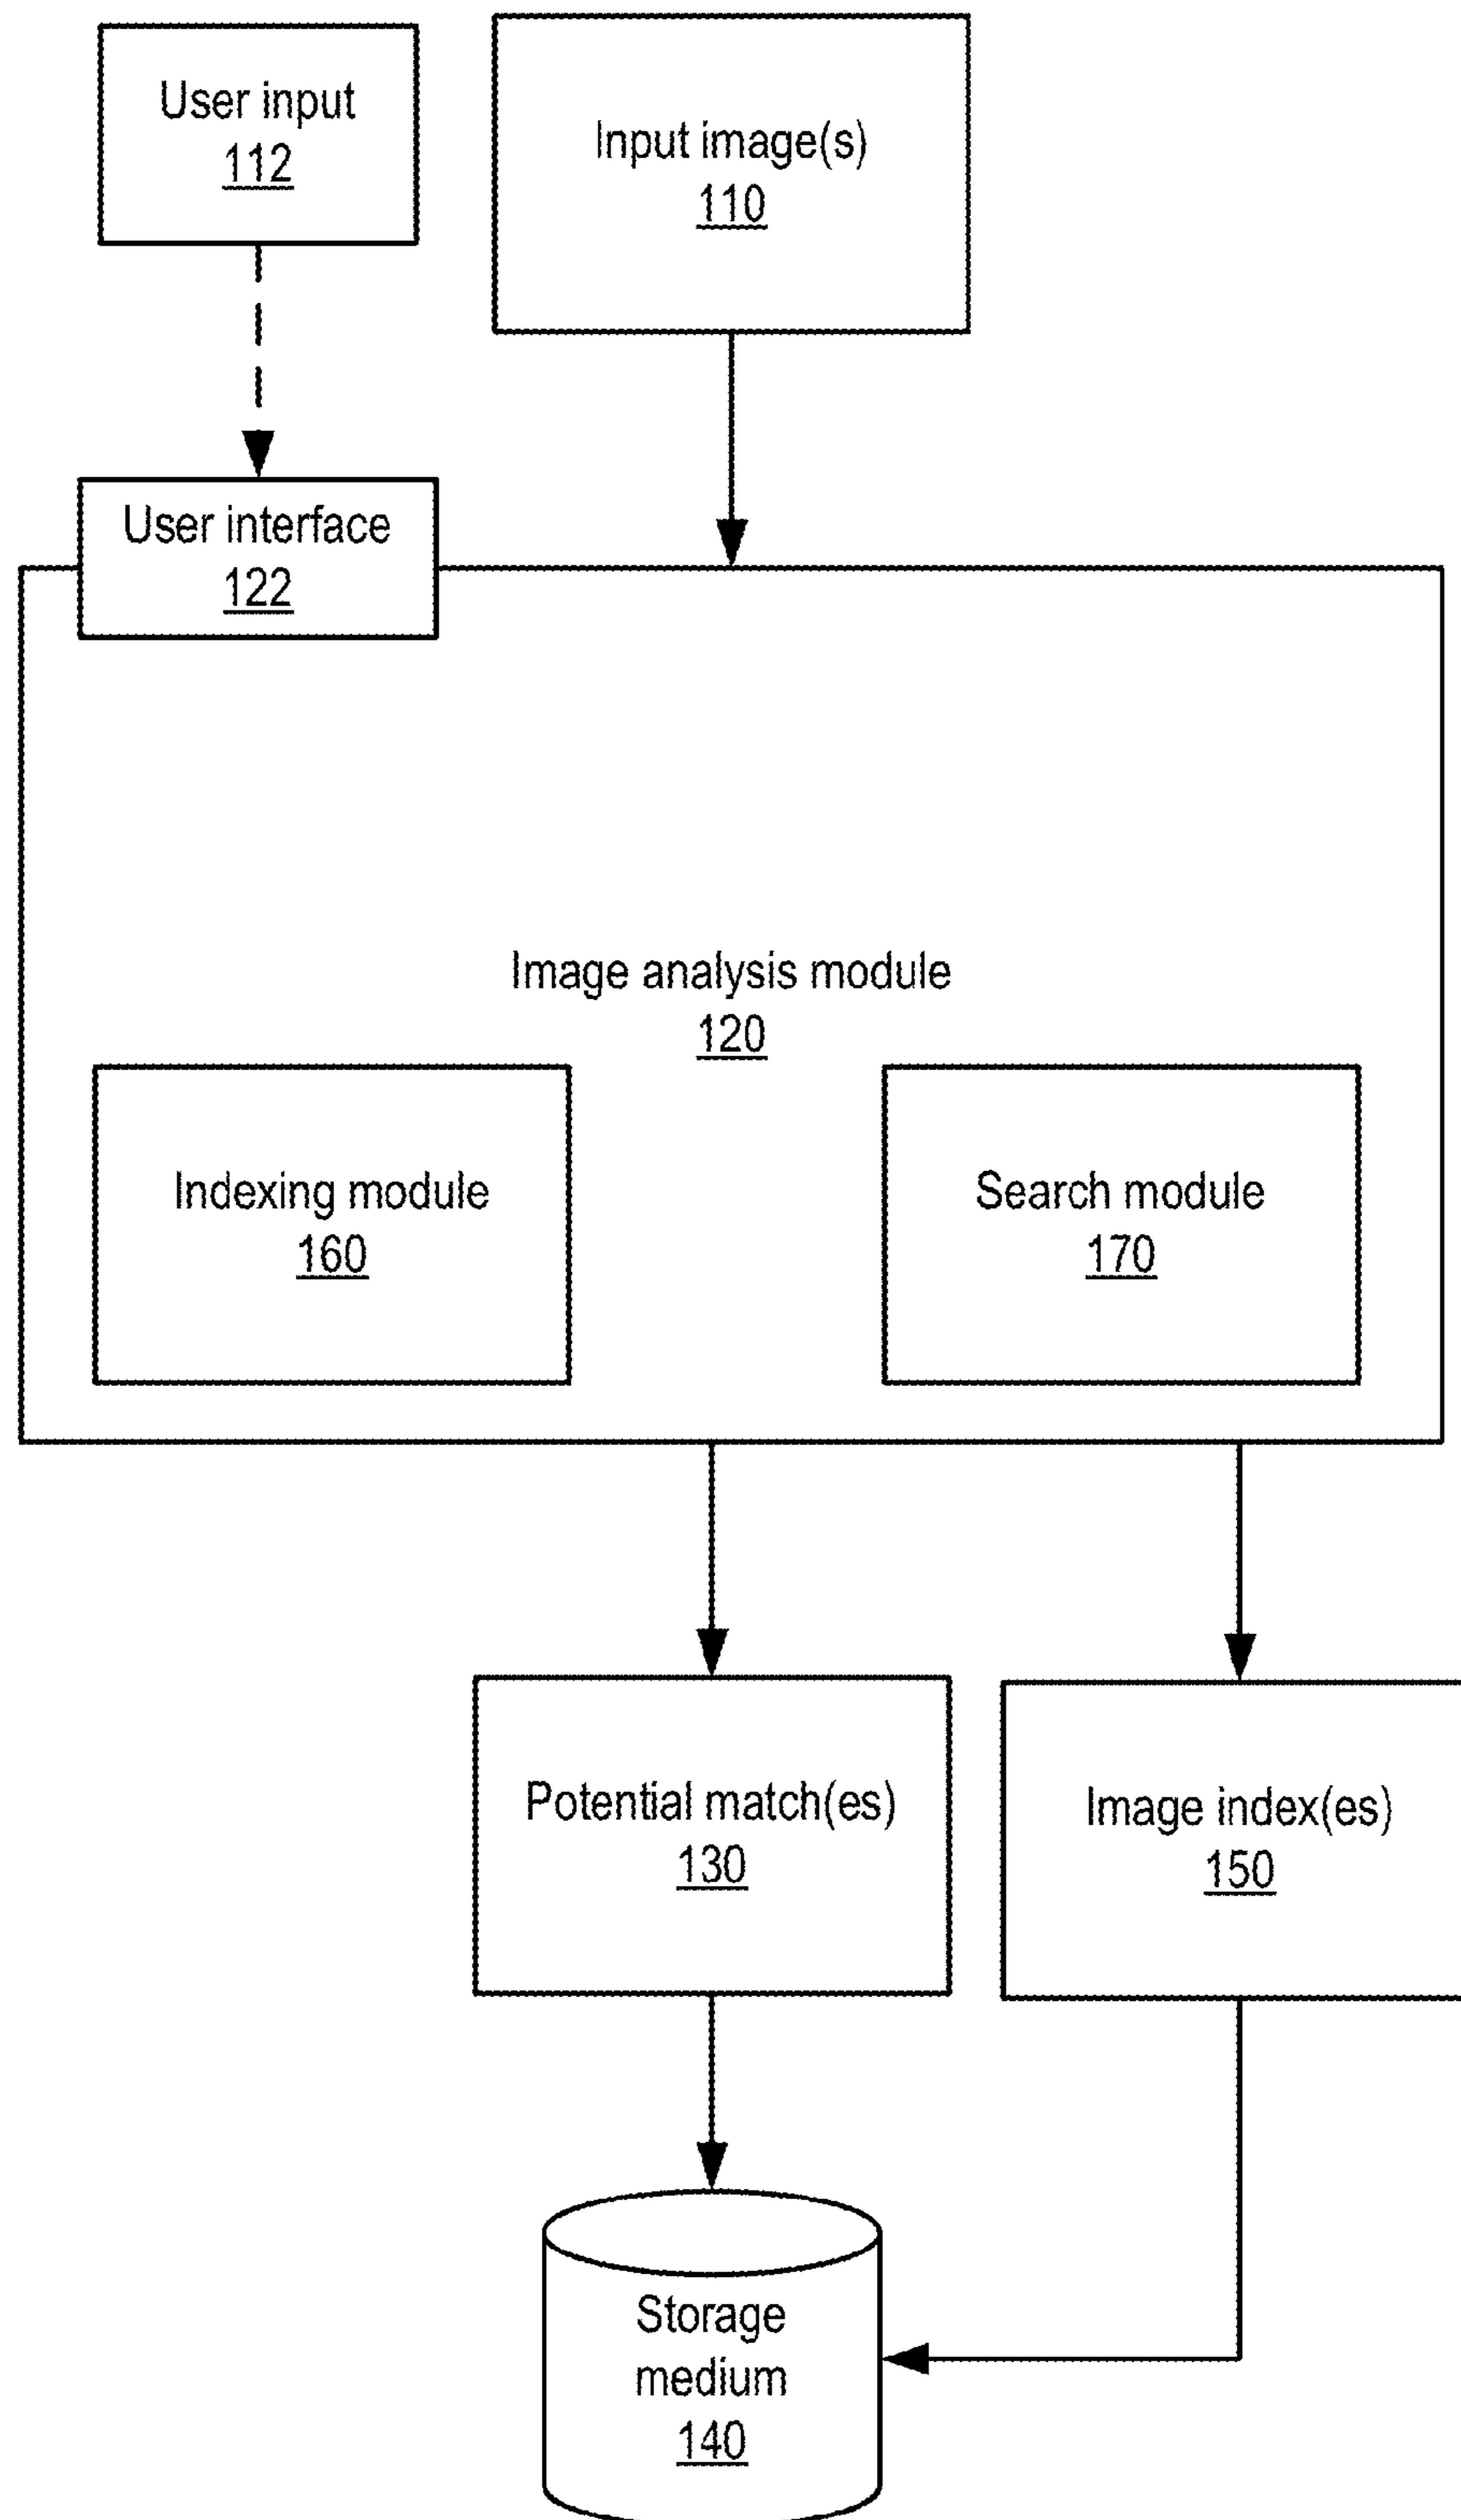 User input
112
Input image(s)
110
User interface
122
Image analysis module
120
Indexing module
160
Search module
170
Potential match(es)
130
Image index(es)
150
Storage
medium
140